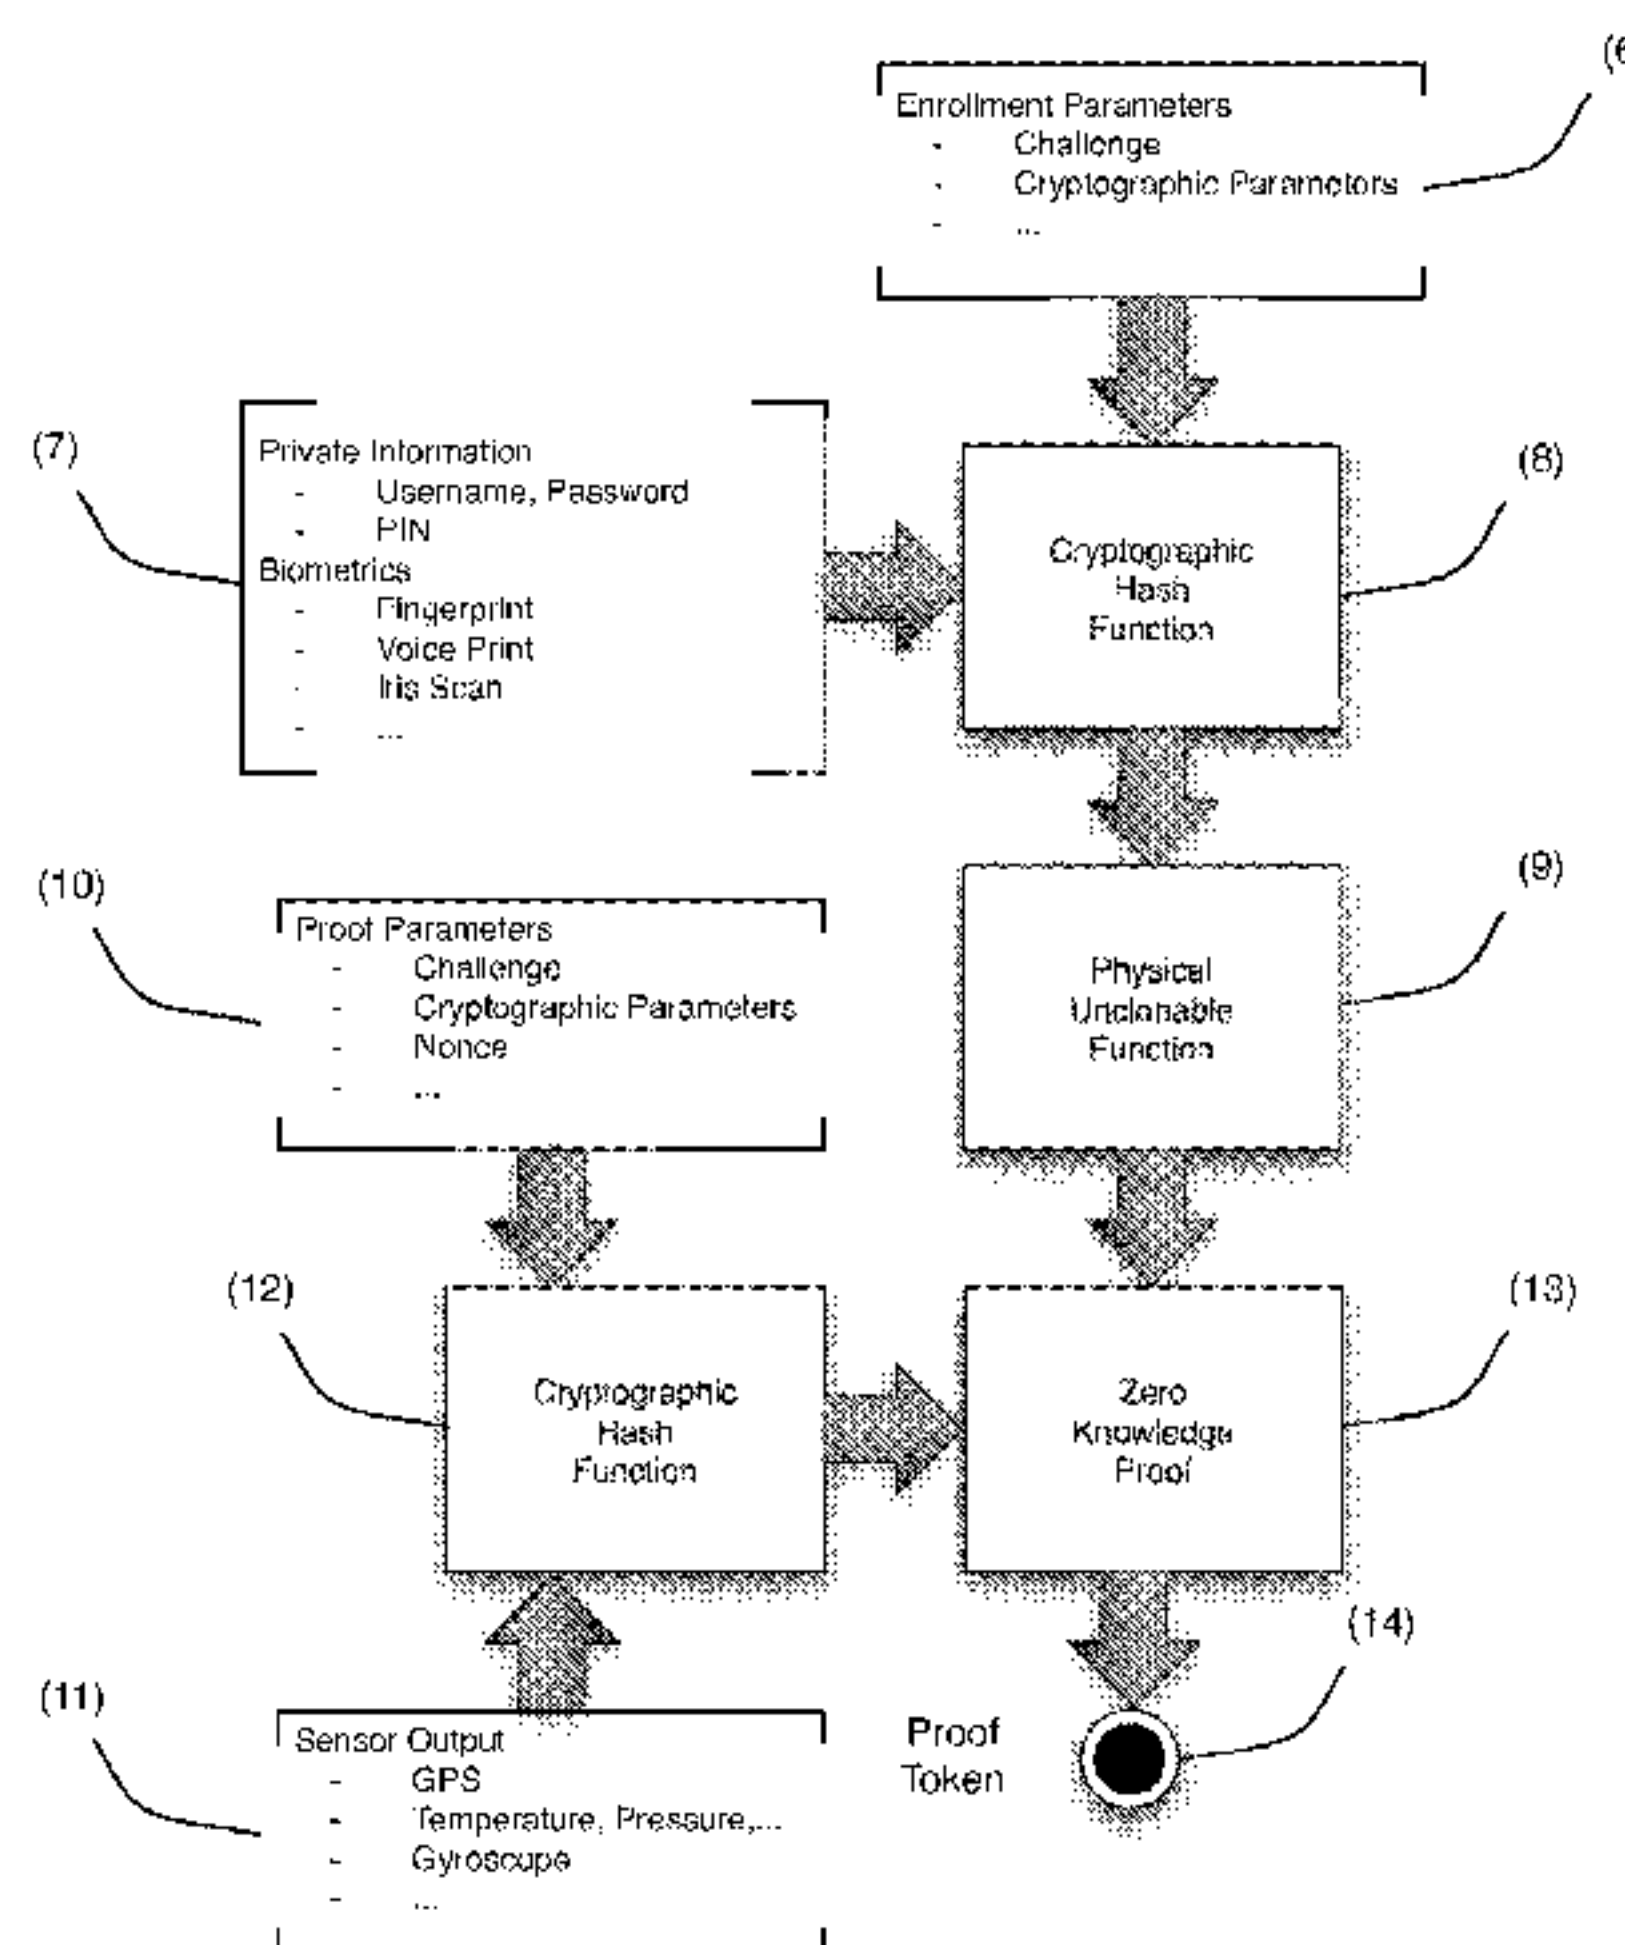 (6
Enrollment Parameters
- Challenge
- Cryptographic Parameters
- ...
(7)
Private Information
- Username, Password
- PIN
Biometrics
- Fingerprint
- Voice Print
- Iris Scan
- ...
(8)
Cryptographic
Hash
Function
(9)
Physical
Unclonable
Function
(10)
Proof Parameters
- Challenge
- Cryptographic Parameters
- Nonce
- ...
(12)
Cryptographic
Hash
Function
(13)
Zero
Knowledge
Proof
(11)
Sensor Output
- GPS
- Temperature, Pressure,...
- Gyroscope
- ...
(14)
Proof
Token